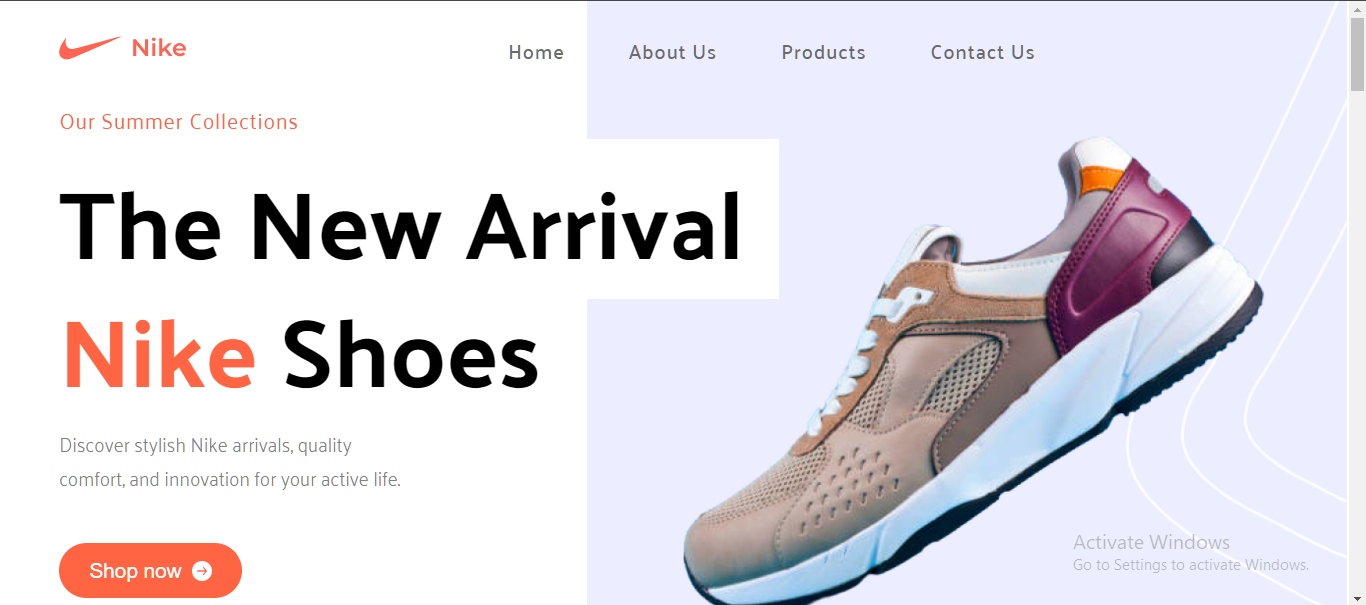 Nike
Home About Us Products Contact Us
Our Summer Collections
The New Arrival
Nike Shoes
Discover stylish Nike arrivals, quality
comfort, and innovation for your active life.
Shop now
Activate Windows
Go to Settings to activate Windows.